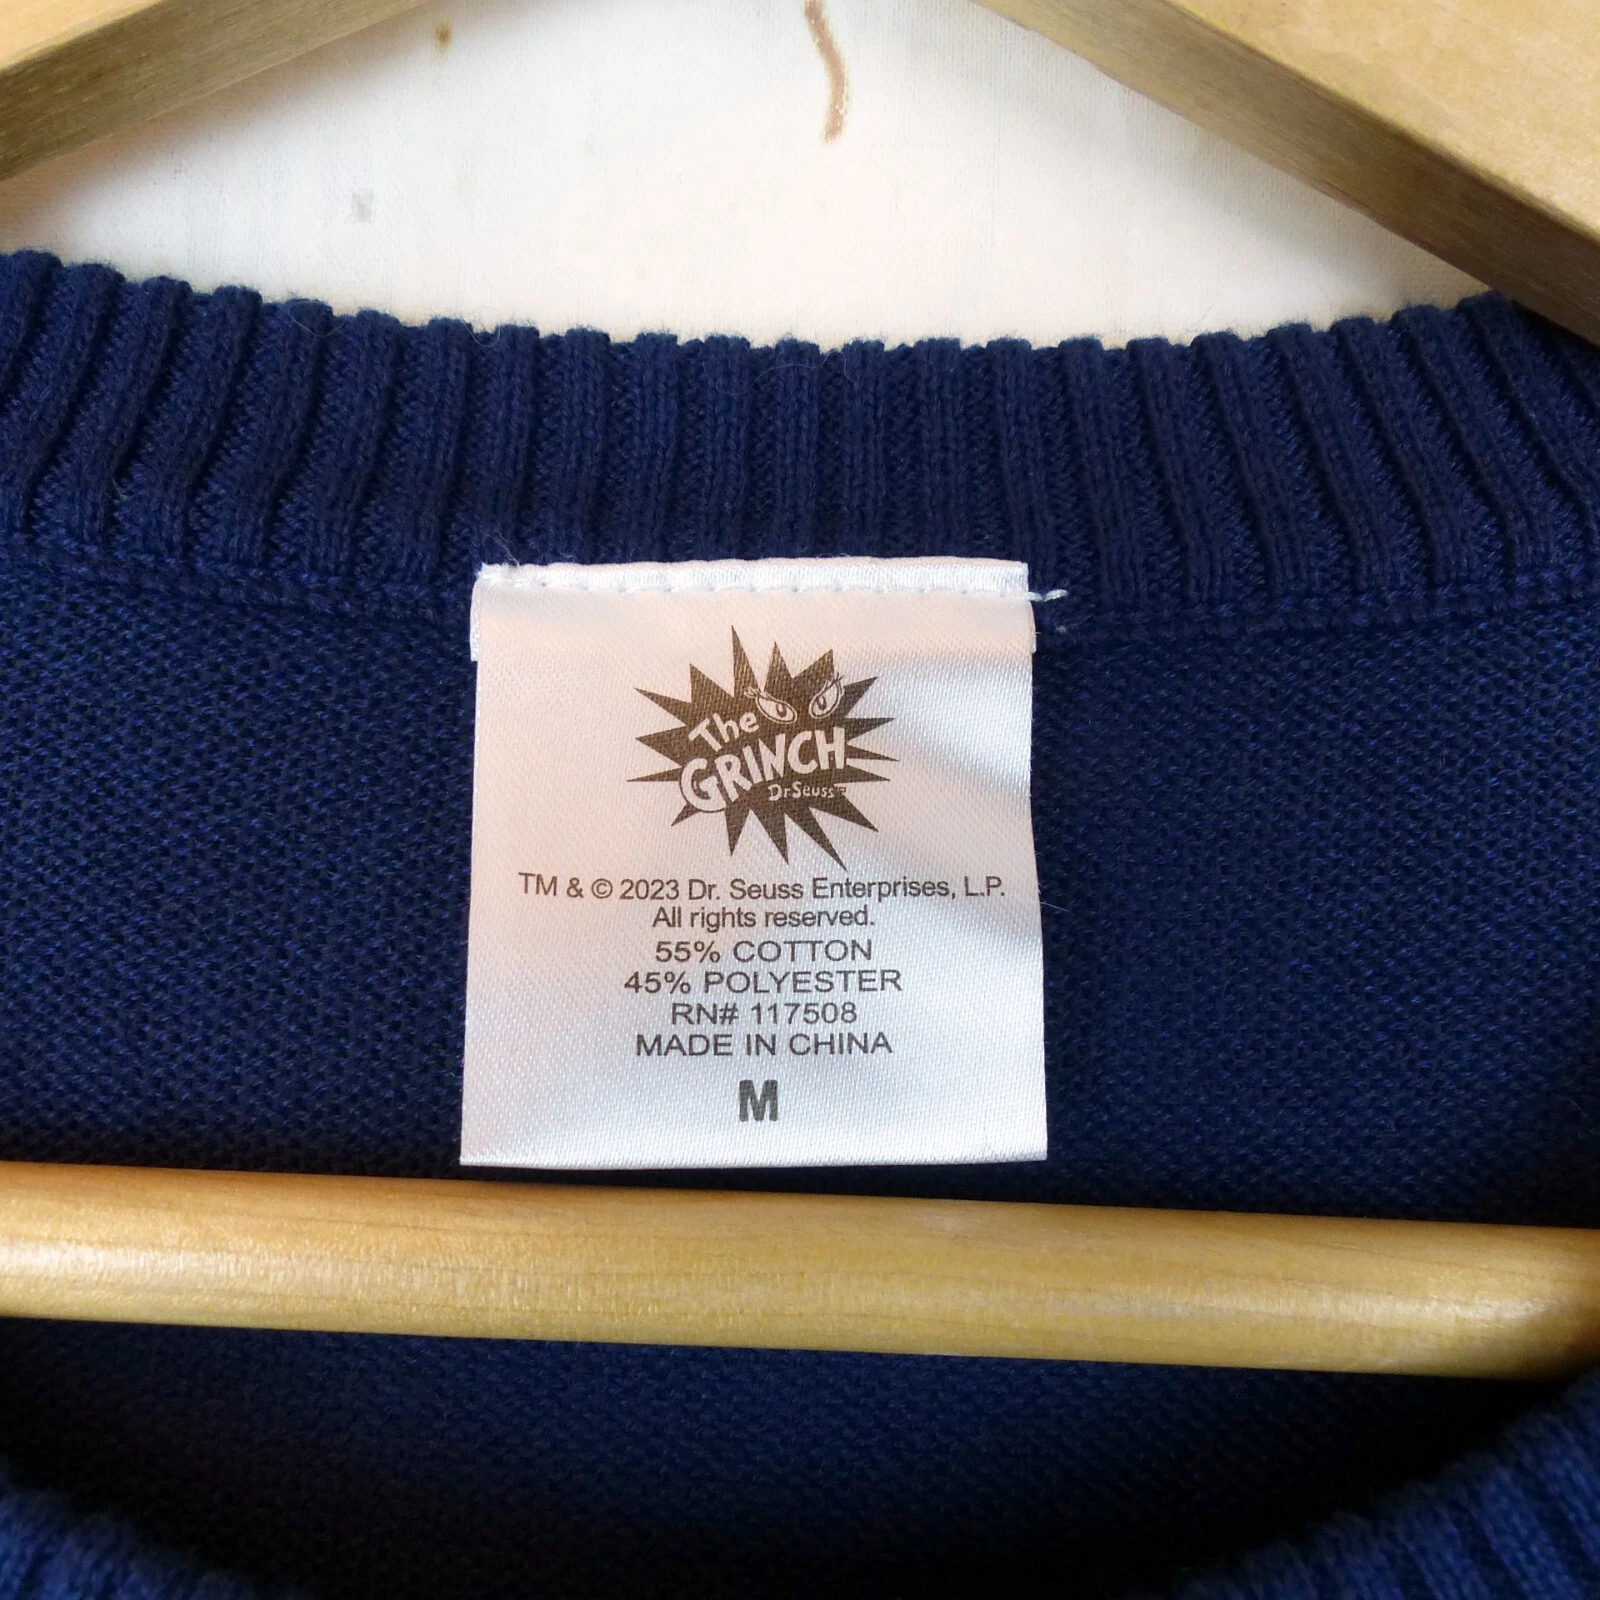 The
GRINCH
Dr Seuss™
TM & © 2023 Dr. Seuss Enterprises, L.P.
All rights reserved.
55% COTTON
45% POLYESTER
RN# 117508
MADE IN CHINA
M